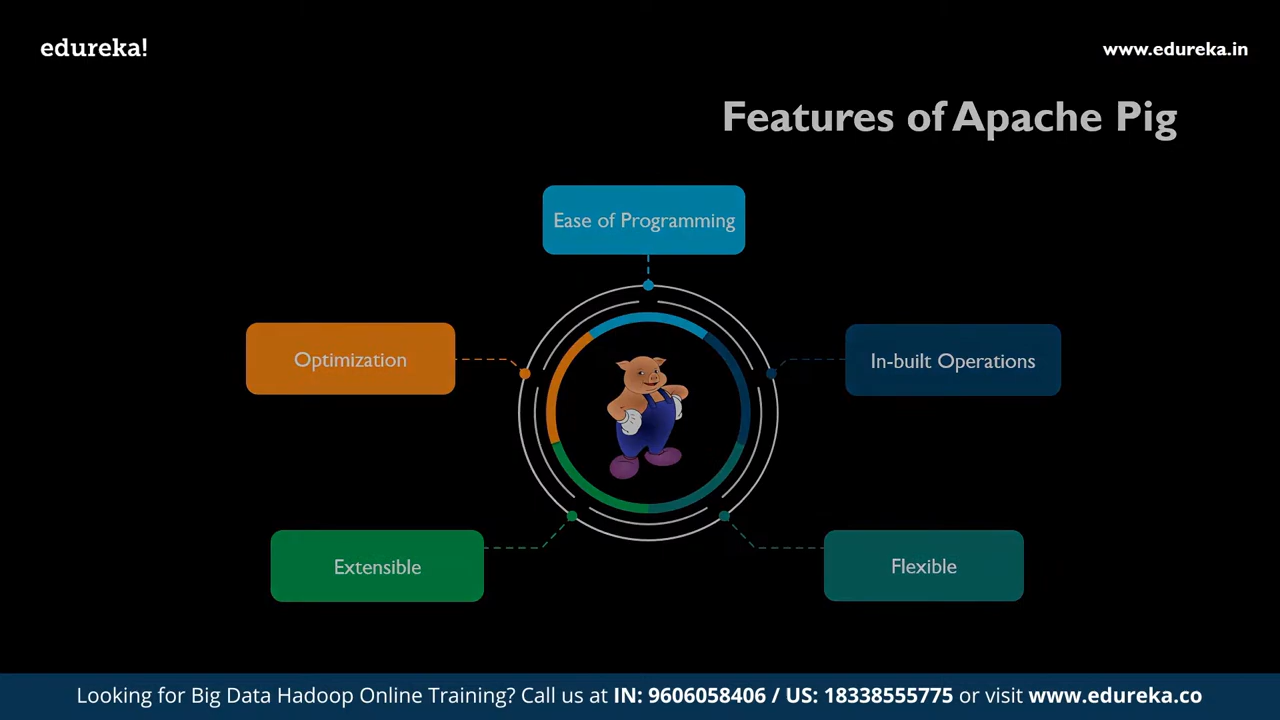 edureka!
www.edureka.in
Features of Apache Pig
Ease of Programming
Optimization
In-built Operations
Extensible
Flexible
Looking for Big Data Hadoop Online Training? Call us at IN: 9606058406 / US: 18338555775 or visit www.edureka.co